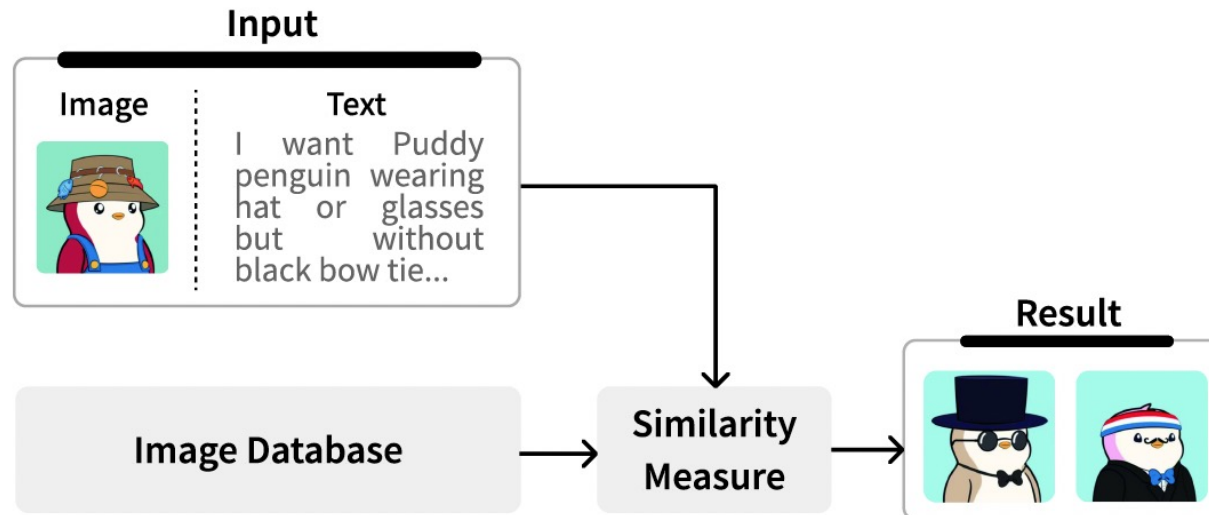 Input
Image
Text
I want Puddy
penguin wearing
hat or glasses
but without
black bow tie...
Result
Image Database
Similarity
Measure